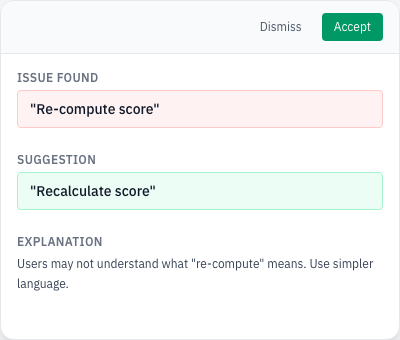 Dismiss Accept
ISSUE FOUND
"Re-compute score"
SUGGESTION
"Recalculate score"
EXPLANATION
Users may not understand what "re-compute" means. Use simpler
language.